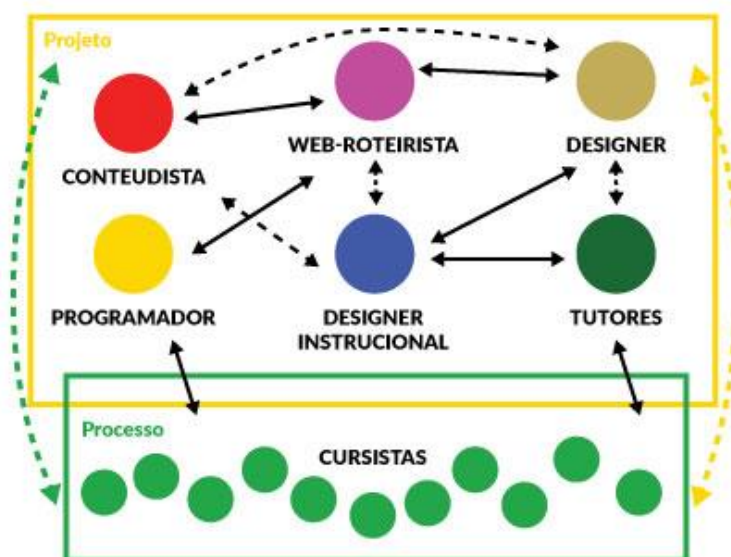 Projeto
WEB-ROTEIRISTA
DESIGNER
CONTEUDISTA
PROGRAMADOR
DESIGNER
INSTRUCIONAL
TUTORES
Processo
CURSISTAS